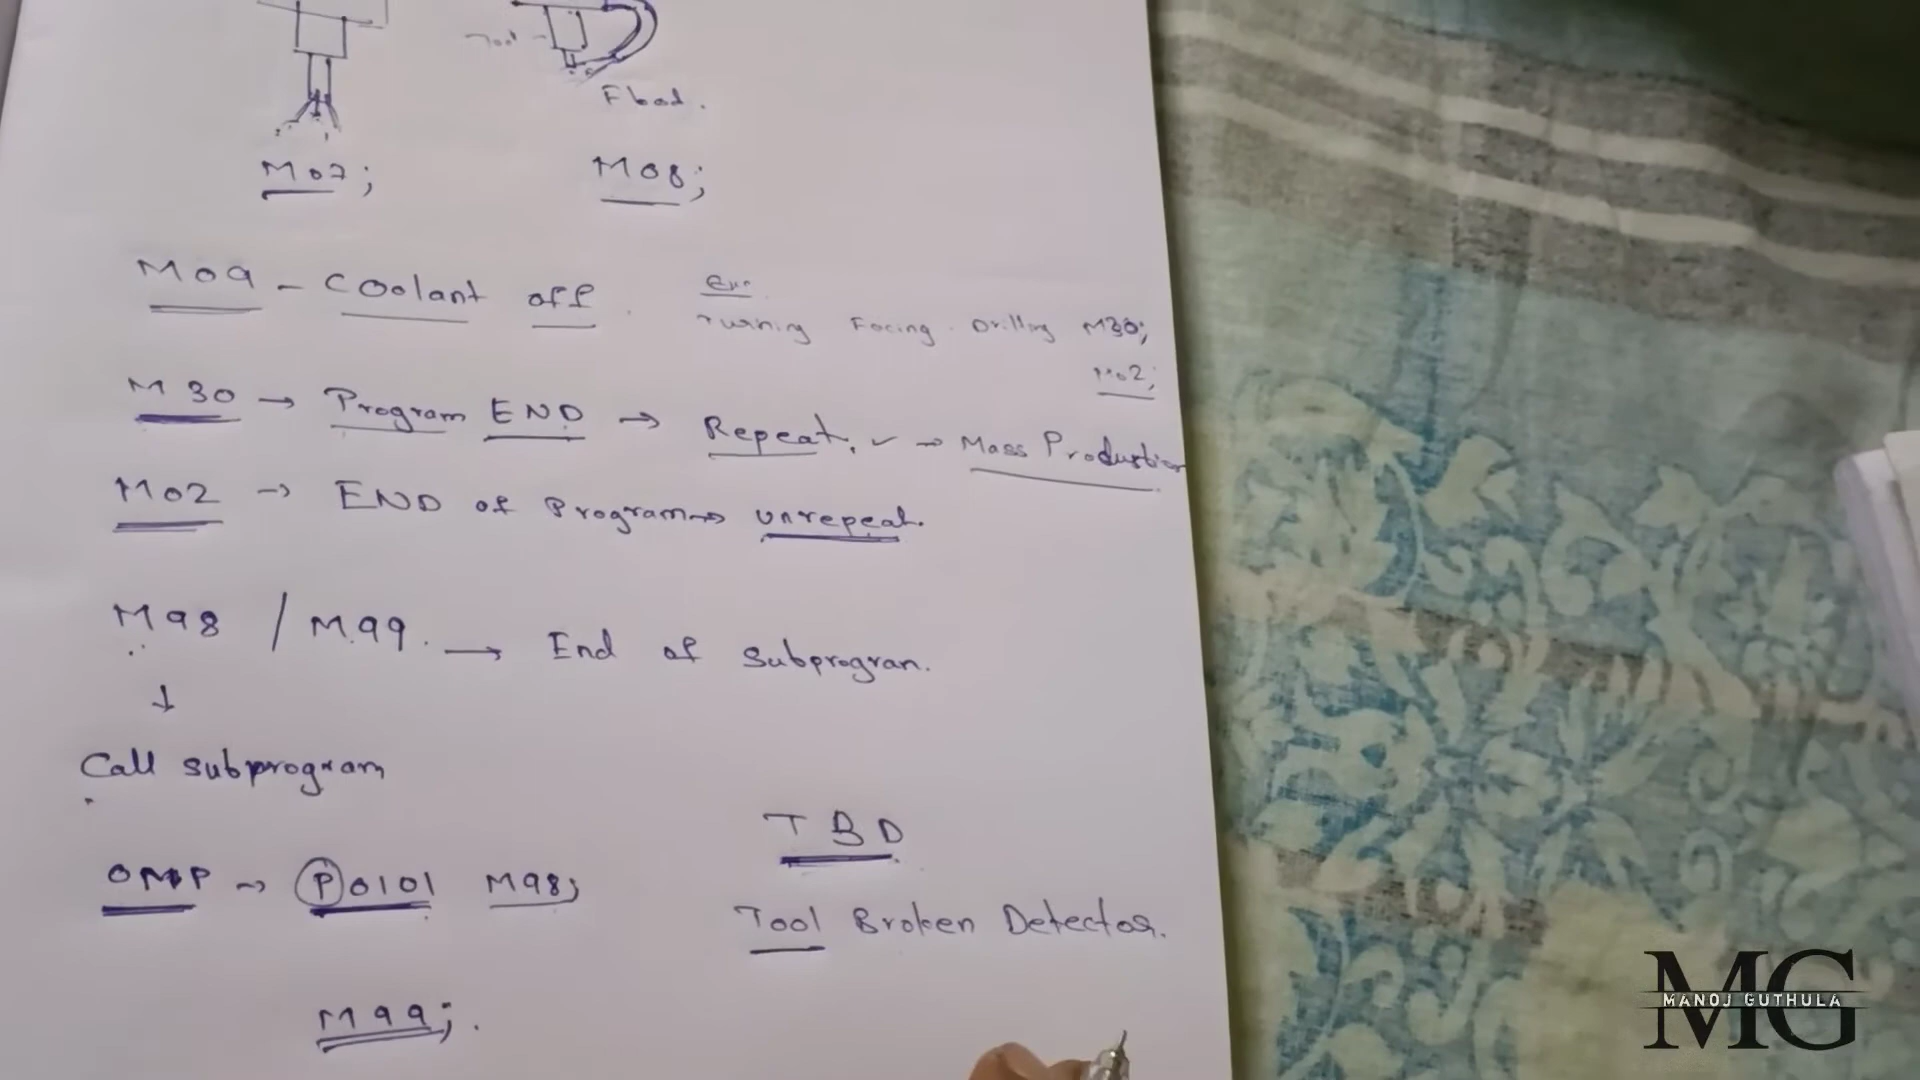 Tool
Flood.
M07;
M08;
M09 - Coolant off.
Ex:
Turning Facing Drilling M30;
M02;
M30 → Program END → Repeat. ✓ → Mass Production
M02 → END of Program → unrepeat.
M98 / M99. → End of Subprogram.
↓
Call subprogram
→ P0101 M98;
M99;
TBD
Tool Broken Detector.
MG
MANOJ GUTHULA